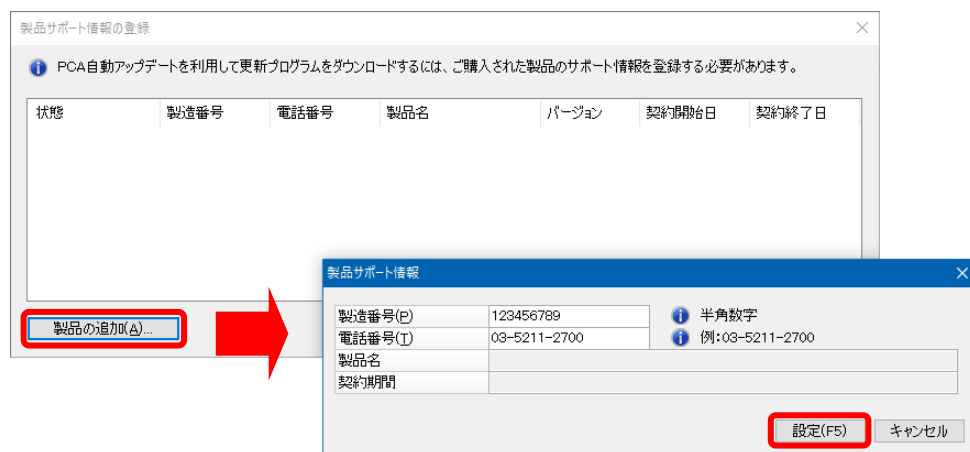 製品サポート情報の登録
PCA自動アップデートを利用して更新プログラムをダウンロードするには、ご購入された製品のサポート情報を登録する必要があります。
状態 製造番号 電話番号 製品名 バージョン 契約開始日 契約終了日
製品の追加(A)...
製品サポート情報
製造番号(P) 123456789 半角数字
電話番号(T) 03-5211-2700 例:03-5211-2700
製品名
契約期間
設定(F5) キャンセル